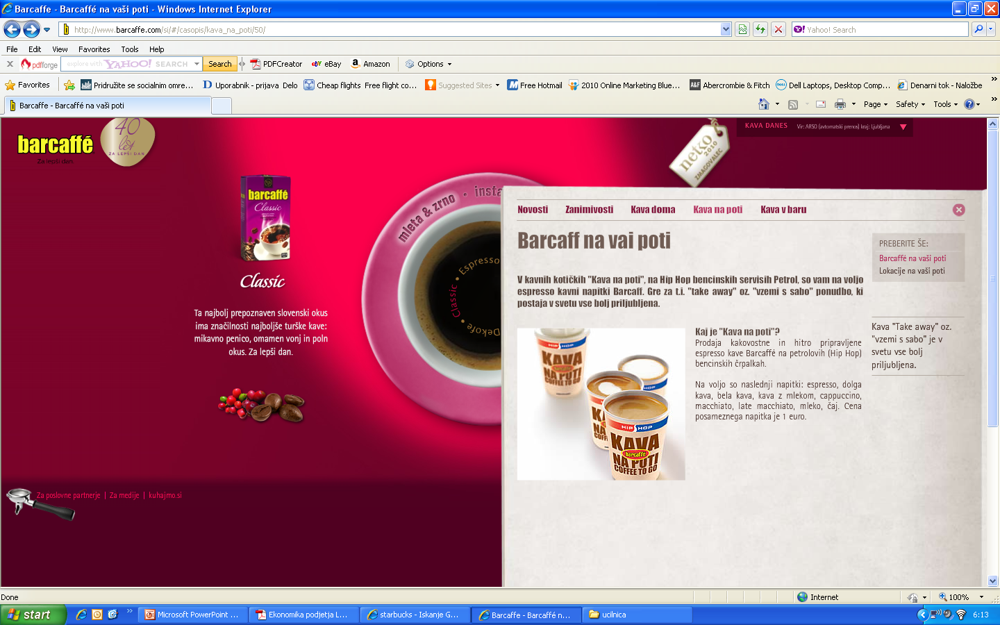 Barcaffe - Barcaffé na vaši poti - Windows Internet Explorer
http://www.barcaffe.com/si/#/casopis/kava_na_poti/50/
Yahoo! Search
File Edit View Favorites Tools Help
pdfforge
explore with YAHOO! SEARCH
Search
PDFCreator
eBay
Amazon
Options
Favorites
Pridružite se socialnim omre...
Uporabnik - prijava Delo
Cheap flights Free flight co...
Suggested Sites
Free Hotmail
2010 Online Marketing Blue...
Abercrombie & Fitch
Dell Laptops, Desktop Comp...
Denarni tok - Naložbe
Barcaffe - Barcaffé na vaši poti
Page Safety Tools
barcaffé
Za lepši dan.
40
let
ZA LEPŠI DAN
netko
2010
ZMAGOVALEC
KAVA DANES
Vir: ARSO (avtomatski prenos) kraj: Ljubljana
barcaffé
Classic
Classic
Ta najbolj prepoznaven slovenski okus
ima značilnosti najboljše turške kave:
mikavno penico, omamen vonj in poln
okus. Za lepši dan.
mleta & zrno • insta
Classic • Espresso
• Dekofe
Novosti Zanimivosti Kava doma Kava na poti Kava v baru
Barcaff na vai poti
V kavnih kotičkih "Kava na poti", na Hip Hop bencinskih servisih Petrol, so vam na voljo
espresso kavni napitki Barcaff. Gre za t.i. "take away" oz. "vzemi s sabo" ponudbo, ki
postaja v svetu vse bolj priljubljena.
HIP HOP
KAVA
NA POTI
COFFEE TO GO
HIP HOP
KAVA
barcaffé
NA POTI
COFFEE TO GO
Kaj je "Kava na poti"?
Prodaja kakovostne in hitro pripravljene
espresso kave Barcaffé na petrolovih (Hip Hop)
bencinskih črpalkah.
Na voljo so naslednji napitki: espresso, dolga
kava, bela kava, kava z mlekom, cappuccino,
macchiato, late macchiato, mleko, čaj. Cena
posameznega napitka je 1 euro.
PREBERITE ŠE:
Barcaffé na vaši poti
Lokacije na vaši poti
Kava "Take away" oz.
"vzemi s sabo" je v
svetu vse bolj
priljubljena.
Za poslovne partnerje | Za medije | kuhajmo.si
Done
Internet
100%
start
Microsoft PowerPoint ...
Ekonomika podjetja L...
starbucks - Iskanje G...
Barcaffe - Barcaffé n...
ucilnica
6:13